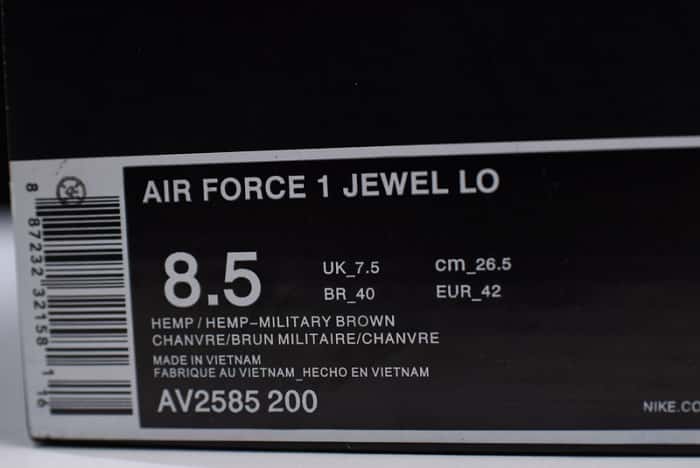 AIR FORCE 1 JEWEL LO
8.5
UK_7.5 cm_26.5
BR_40 EUR_42
HEMP / HEMP-MILITARY BROWN
CHANVRE/BRUN MILITAIRE/CHANVRE
MADE IN VIETNAM
FABRIQUE AU VIETNAM_HECHO EN VIETNAM
AV2585 200
NIKE.CO
8 87232 32158 1 16